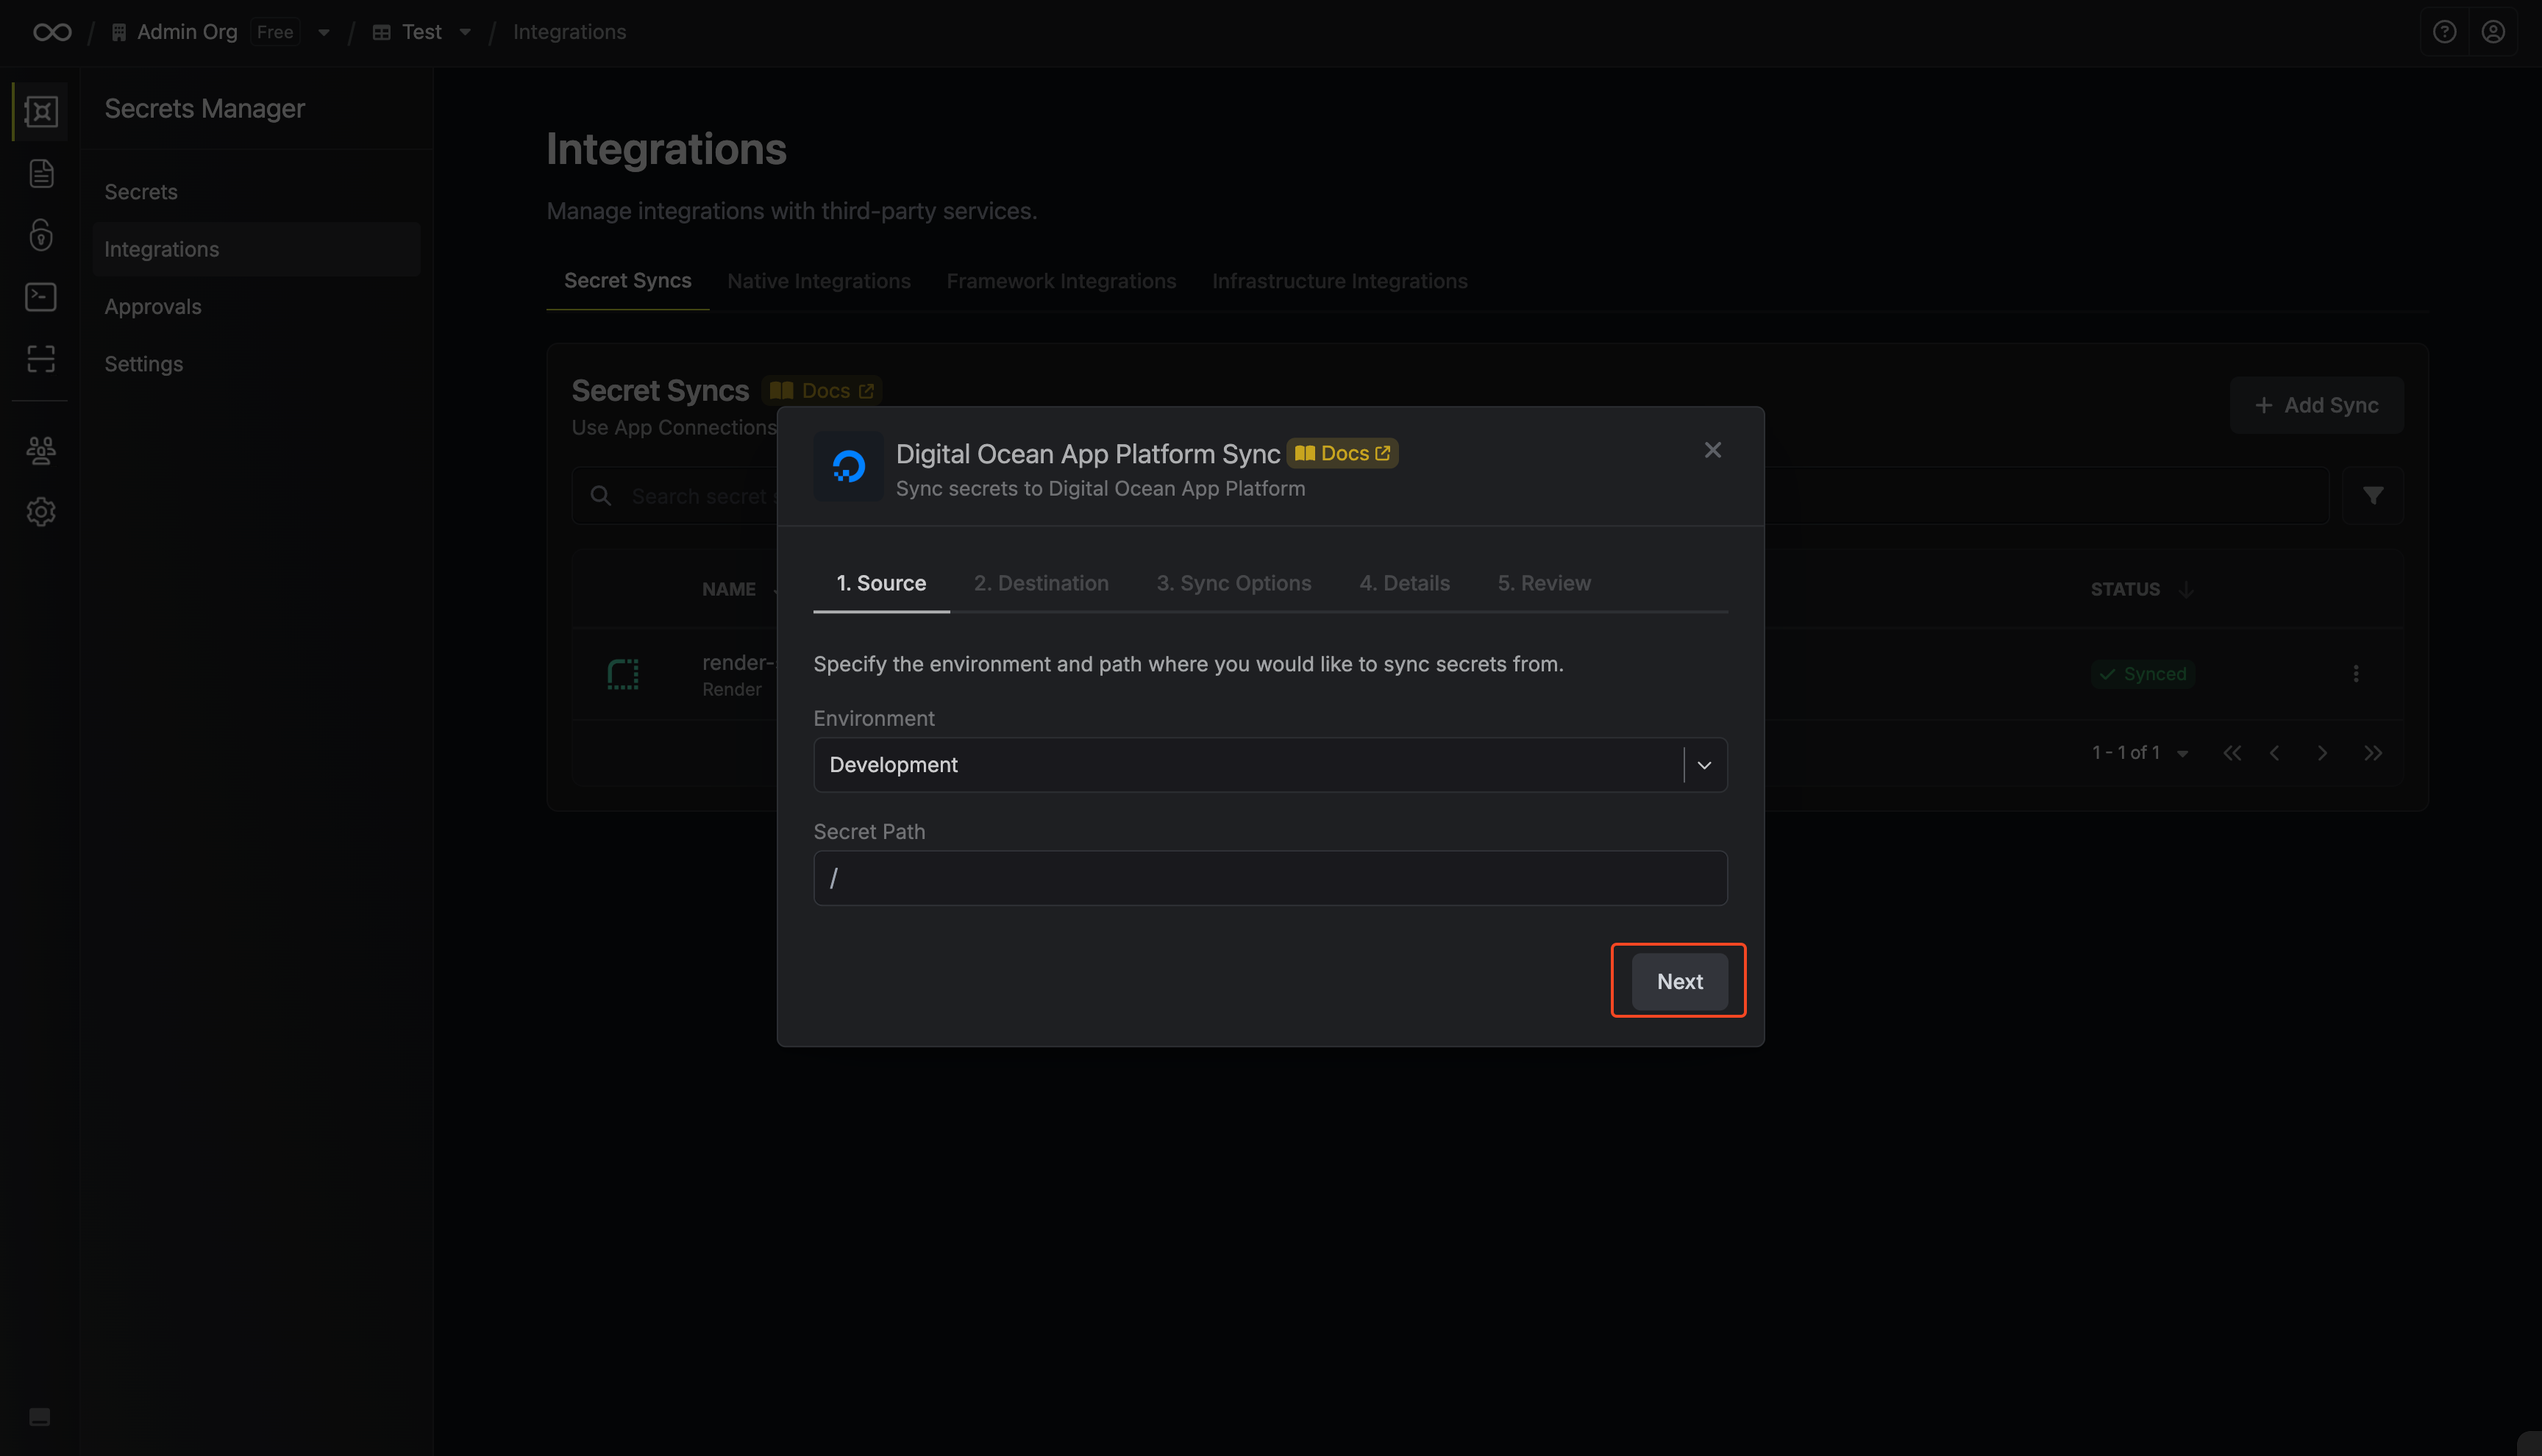 / Admin Org Free / Test / Integrations
Secrets Manager
Secrets
Integrations
Approvals
Settings
Integrations
Manage integrations with third-party services.
Secret Syncs Native Integrations Framework Integrations Infrastructure Integrations
Secret Syncs Docs
Use App Connections
+ Add Sync
Search secret
NAME STATUS
render-
Render
Synced
1 - 1 of 1
Digital Ocean App Platform Sync Docs
Sync secrets to Digital Ocean App Platform
1. Source 2. Destination 3. Sync Options 4. Details 5. Review
Specify the environment and path where you would like to sync secrets from.
Environment
Development
Secret Path
/
Next